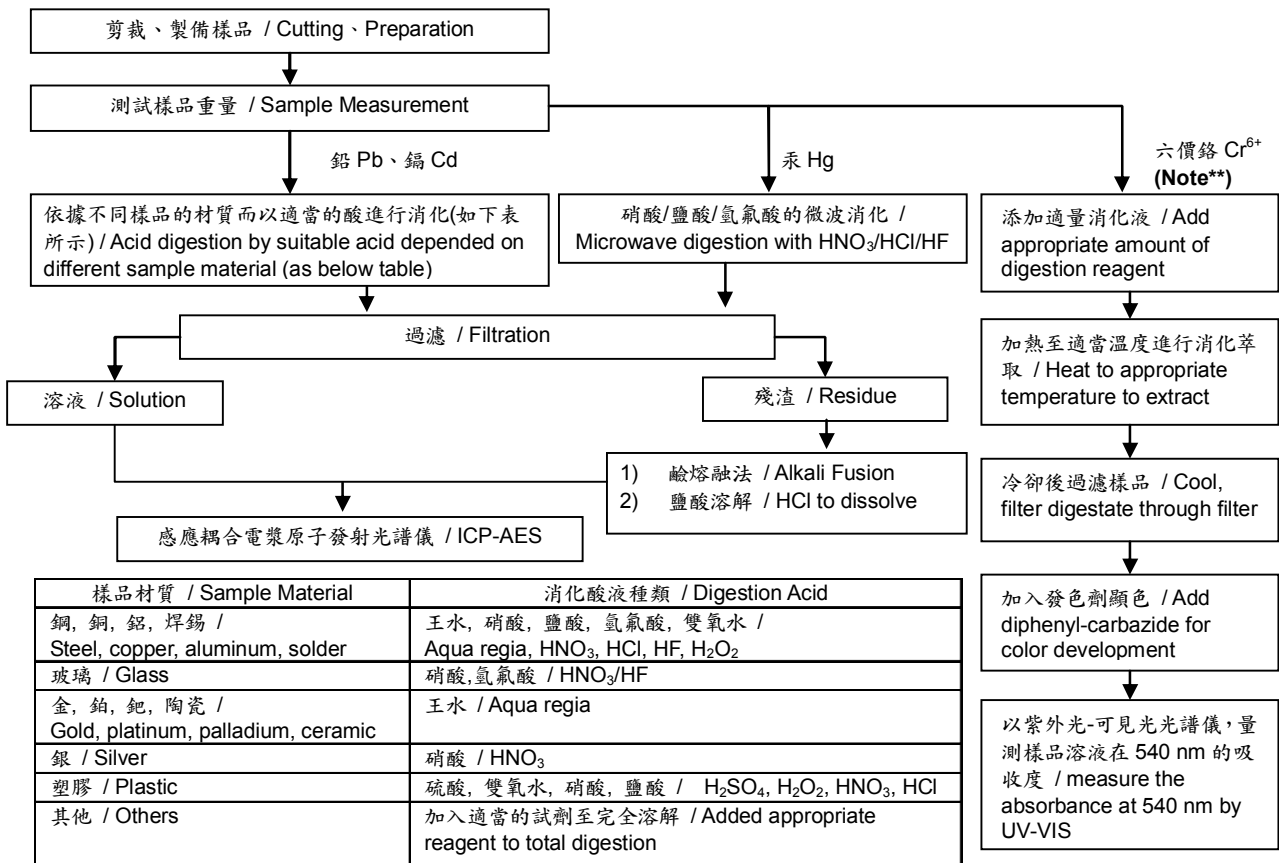 剪裁、製備樣品 / Cutting、Preparation
測試樣品重量 / Sample Measurement
鉛 Pb、鎘 Cd
汞 Hg
六價鉻 Cr⁶⁺
(Note**)
依據不同樣品的材質而以適當的酸進行消化(如下表
所示) / Acid digestion by suitable acid depended on
different sample material (as below table)
硝酸/鹽酸/氫氟酸的微波消化 /
Microwave digestion with HNO₃/HCl/HF
添加適量消化液 / Add
appropriate amount of
digestion reagent
過濾 / Filtration
加熱至適當溫度進行消化萃
取 / Heat to appropriate
temperature to extract
溶液 / Solution
殘渣 / Residue
1) 鹼熔融法 / Alkali Fusion
2) 鹽酸溶解 / HCl to dissolve
冷卻後過濾樣品 / Cool,
filter digestate through filter
感應耦合電漿原子發射光譜儀 / ICP-AES
加入發色劑顯色 / Add
diphenyl-carbazide for
color development
以紫外光-可見光光譜儀,量
測樣品溶液在 540 nm 的吸
收度 / measure the
absorbance at 540 nm by
UV-VIS
樣品材質 / Sample Material
消化酸液種類 / Digestion Acid
鋼, 銅, 鋁, 焊錫 /
Steel, copper, aluminum, solder
王水, 硝酸, 鹽酸, 氫氟酸, 雙氧水 /
Aqua regia, HNO₃, HCl, HF, H₂O₂
玻璃 / Glass
硝酸,氫氟酸 / HNO₃/HF
金, 鉑, 鈀, 陶瓷 /
Gold, platinum, palladium, ceramic
王水 / Aqua regia
銀 / Silver
硝酸 / HNO₃
塑膠 / Plastic
硫酸, 雙氧水, 硝酸, 鹽酸 / H₂SO₄, H₂O₂, HNO₃, HCl
其他 / Others
加入適當的試劑至完全溶解 / Added appropriate
reagent to total digestion